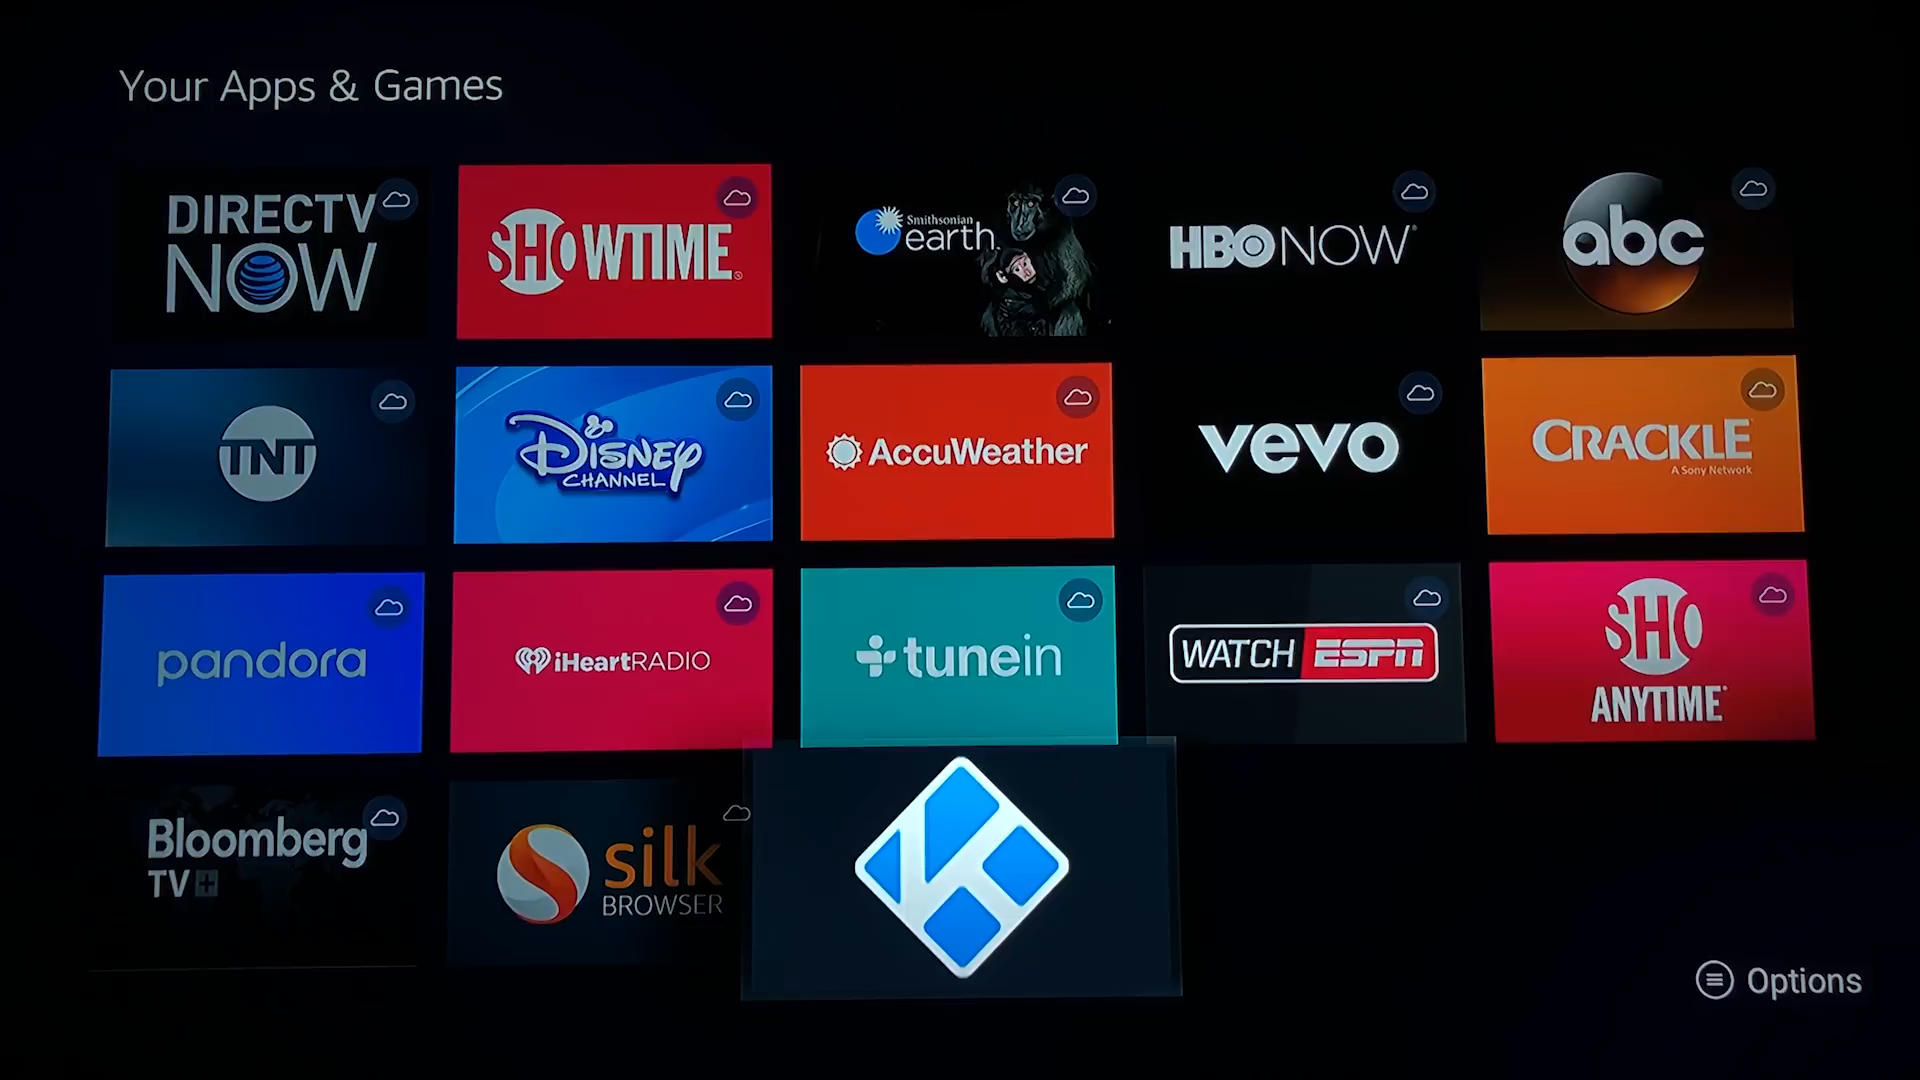 Your Apps & Games
DIRECTV
NOW
SHOWTIME
Smithsonian
earth
HBO NOW
abc
TNT
Disney
CHANNEL
AccuWeather
vevo
CRACKLE
A Sony Network
pandora
iHeartRADIO
tunein
WATCH ESPN
SHO
ANYTIME
Bloomberg
TV+
silk
BROWSER
Options